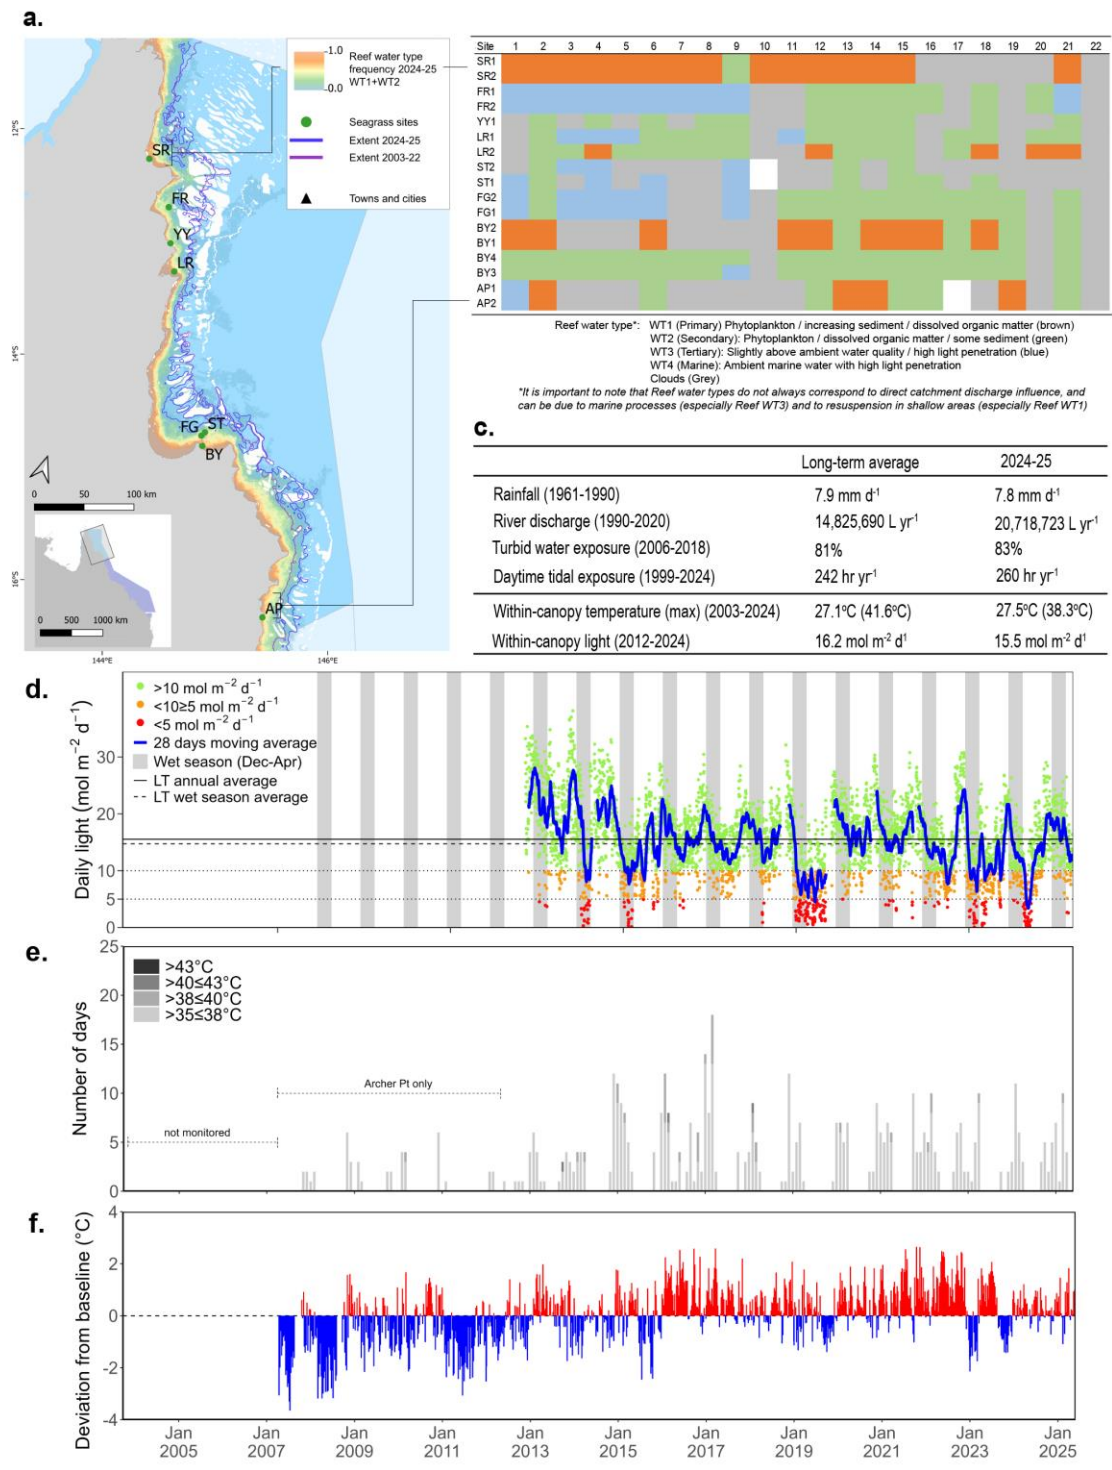 a.
1.0
0.0
Reef water type
frequency 2024-25
WT1+WT2
Seagrass sites
Extent 2024-25
Extent 2003-22
Towns and cities
12°S
14°S
16°S
144°E
146°E
SR
FR
YY
LR
FG
ST
BY
AP
0 50 100 km
0 500 1000 km
Site 1 2 3 4 5 6 7 8 9 10 11 12 13 14 15 16 17 18 19 20 21 22
SR1
SR2
FR1
FR2
YY1
LR1
LR2
ST2
ST1
FG2
FG1
BY2
BY1
BY4
BY3
AP1
AP2
Reef water type*: WT1 (Primary) Phytoplankton / increasing sediment / dissolved organic matter (brown)
WT2 (Secondary): Phytoplankton / dissolved organic matter / some sediment (green)
WT3 (Tertiary): Slightly above ambient water quality / high light penetration (blue)
WT4 (Marine): Ambient marine water with high light penetration
Clouds (Grey)
*It is important to note that Reef water types do not always correspond to direct catchment discharge influence, and
can be due to marine processes (especially Reef WT3) and to resuspension in shallow areas (especially Reef WT1)
c.
Long-term average 2024-25
Rainfall (1961-1990) 7.9 mm d-1 7.8 mm d-1
River discharge (1990-2020) 14,825,690 L yr-1 20,718,723 L yr-1
Turbid water exposure (2006-2018) 81% 83%
Daytime tidal exposure (1999-2024) 242 hr yr-1 260 hr yr-1
Within-canopy temperature (max) (2003-2024) 27.1ºC (41.6ºC) 27.5ºC (38.3ºC)
Within-canopy light (2012-2024) 16.2 mol m-2 d1 15.5 mol m-2 d1
d.
>10 mol m−2 d−1
<10≥5 mol m−2 d−1
<5 mol m−2 d−1
28 days moving average
Wet season (Dec-Apr)
LT annual average
LT wet season average
Daily light (mol m−2 d−1)
30
20
10
5
0
e.
>43°C
>40≤43°C
>38≤40°C
>35≤38°C
Archer Pt only
not monitored
Number of days
25
20
15
10
5
0
f.
Deviation from baseline (°C)
4
2
0
-2
-4
Jan Jan Jan Jan Jan Jan Jan Jan Jan Jan Jan
2005 2007 2009 2011 2013 2015 2017 2019 2021 2023 2025